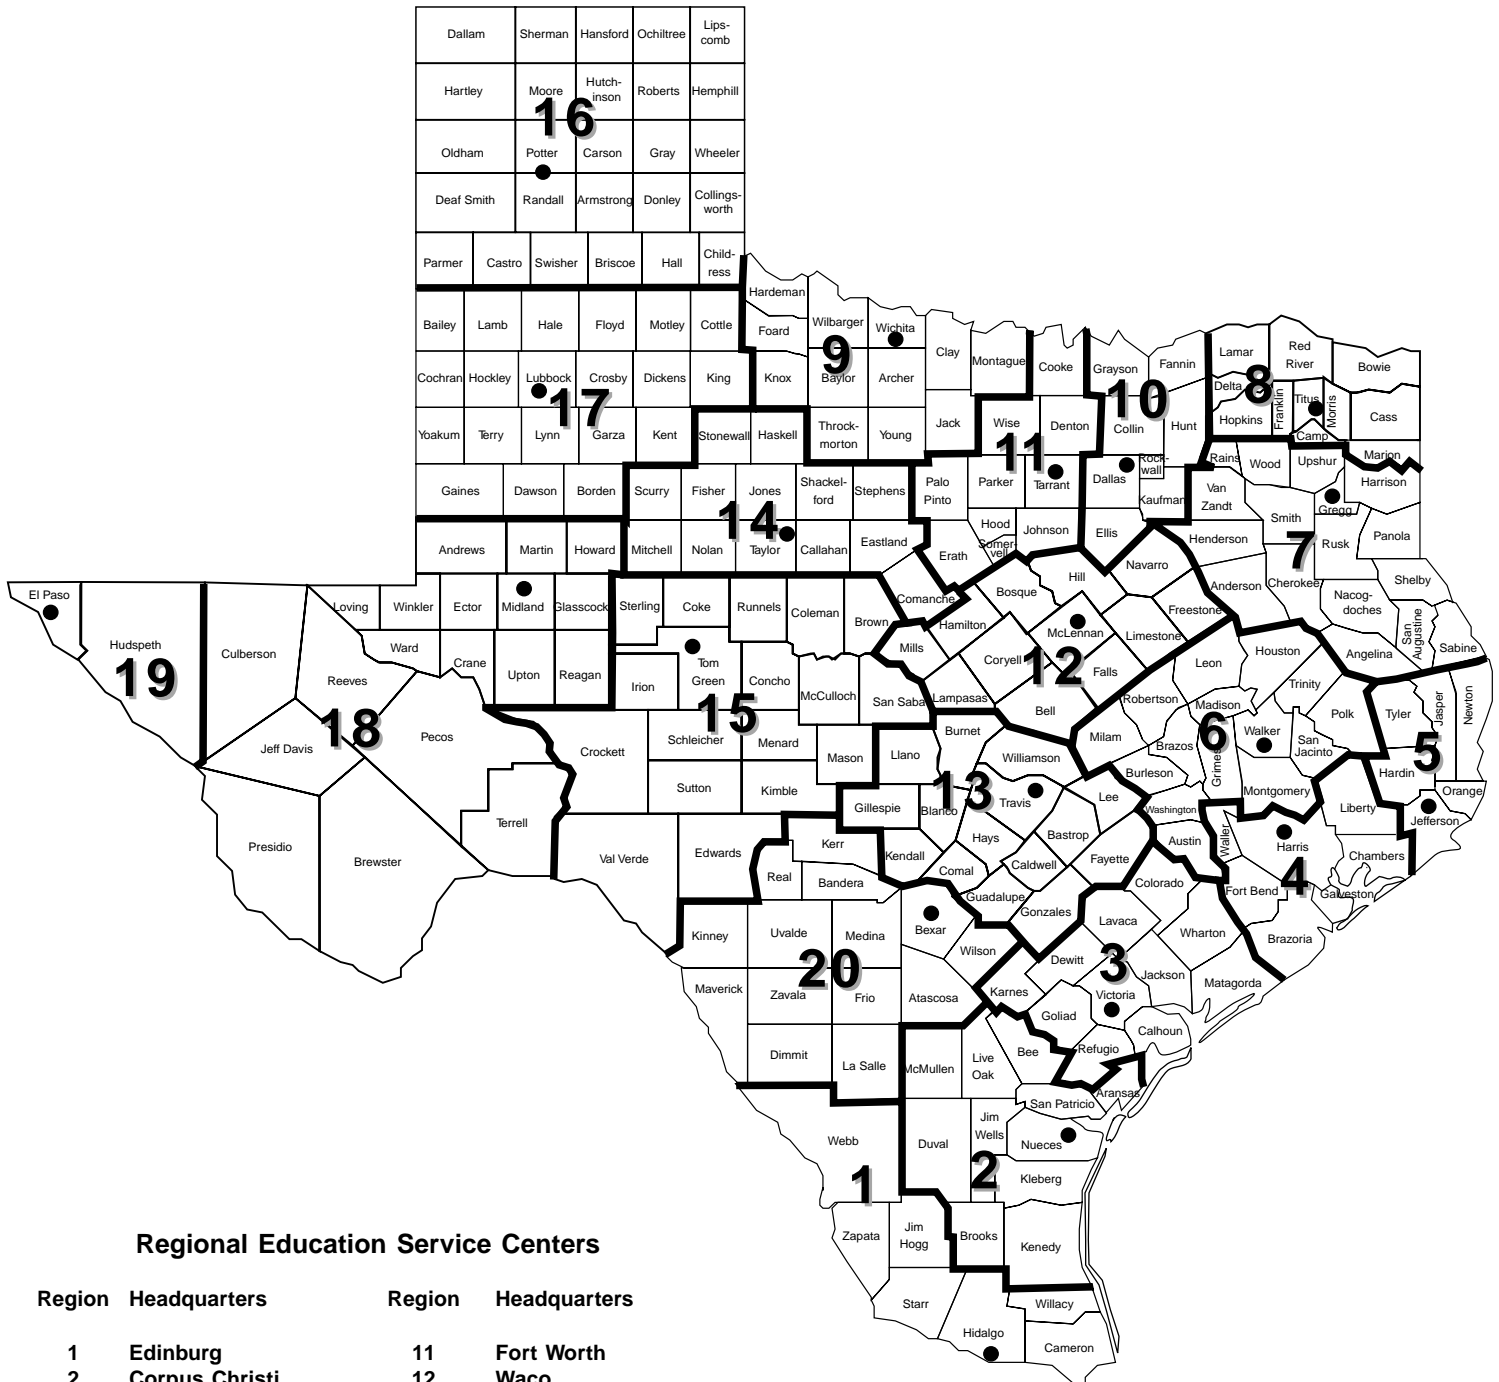 Dallam Sherman Hansford Ochiltree Lips-
comb
Hartley Moore Hutch-
inson Roberts Hemphill
16
Oldham Potter Carson Gray Wheeler
Deaf Smith Randall Armstrong Donley Collings-
worth
Parmer Castro Swisher Briscoe Hall Child-
ress
Hardeman
Bailey Lamb Hale Floyd Motley Cottle Foard Wilbarger Wichita
9
Clay Montague Cooke Grayson Fannin Lamar Red
River Bowie
Cochran Hockley Lubbock Crosby Dickens King Knox Baylor Archer
17
10
8
Delta Hopkins Franklin Titus Morris Cass
Camp
Yoakum Terry Lynn Garza Kent Stonewall Haskell Throck-
morton Young Jack Wise Denton Collin Hunt
11
Rains Wood Upshur Marion
Gaines Dawson Borden Scurry Fisher Jones Shackel-
ford Stephens Palo
Pinto Parker Tarrant Dallas Rock-
wall
Kaufman Van
Zandt Smith Gregg Harrison
14
Andrews Martin Howard Mitchell Nolan Taylor Callahan Eastland Erath Hood Somer-
vell Johnson Ellis Henderson
7
Rusk Panola
El Paso Hudspeth
19
Culberson Loving Winkler Ector Midland Glasscock Sterling Coke Runnels Coleman Brown Comanche Hamilton Bosque Hill Navarro Freestone Anderson Cherokee Nacog-
doches Shelby San
Augustine Sabine
Reeves Ward Crane Upton Reagan Irion Tom
Green Concho McCulloch San Saba Mills Lampasas Coryell McLennan Limestone Falls Bell
12
Leon Houston Angelina
18
Jeff Davis Pecos Crockett Schleicher Menard Mason Llano Burnet Williamson Milam Robertson Madison Trinity Polk Tyler Jasper Newton
15
6
5
Brazos Grimes Walker San
Jacinto Hardin Orange
Sutton Kimble Gillespie Blanco Travis
13
Lee Burleson Washington Montgomery Liberty Jefferson
Presidio Brewster Terrell Val Verde Edwards Kerr Real Bandera Kendall Hays Comal Caldwell Bastrop Fayette Austin Waller Harris Chambers
4
Galveston
Guadalupe Gonzales Colorado Fort Bend Brazoria
Kinney Uvalde Medina Bexar Wilson Lavaca Wharton
20
Dewitt
3
Jackson Matagorda
Maverick Zavala Frio Atascosa Karnes Victoria Goliad Calhoun
Dimmit La Salle McMullen Live
Oak Bee Refugio Aransas
San Patricio
Webb Duval Jim
Wells Nueces
1
2
Kleberg
Zapata Jim
Hogg Brooks Kenedy
Starr Hidalgo Willacy
Cameron
Regional Education Service Centers
Region Headquarters Region Headquarters
1 Edinburg 11 Fort Worth
2 Corpus Christi 12 Waco